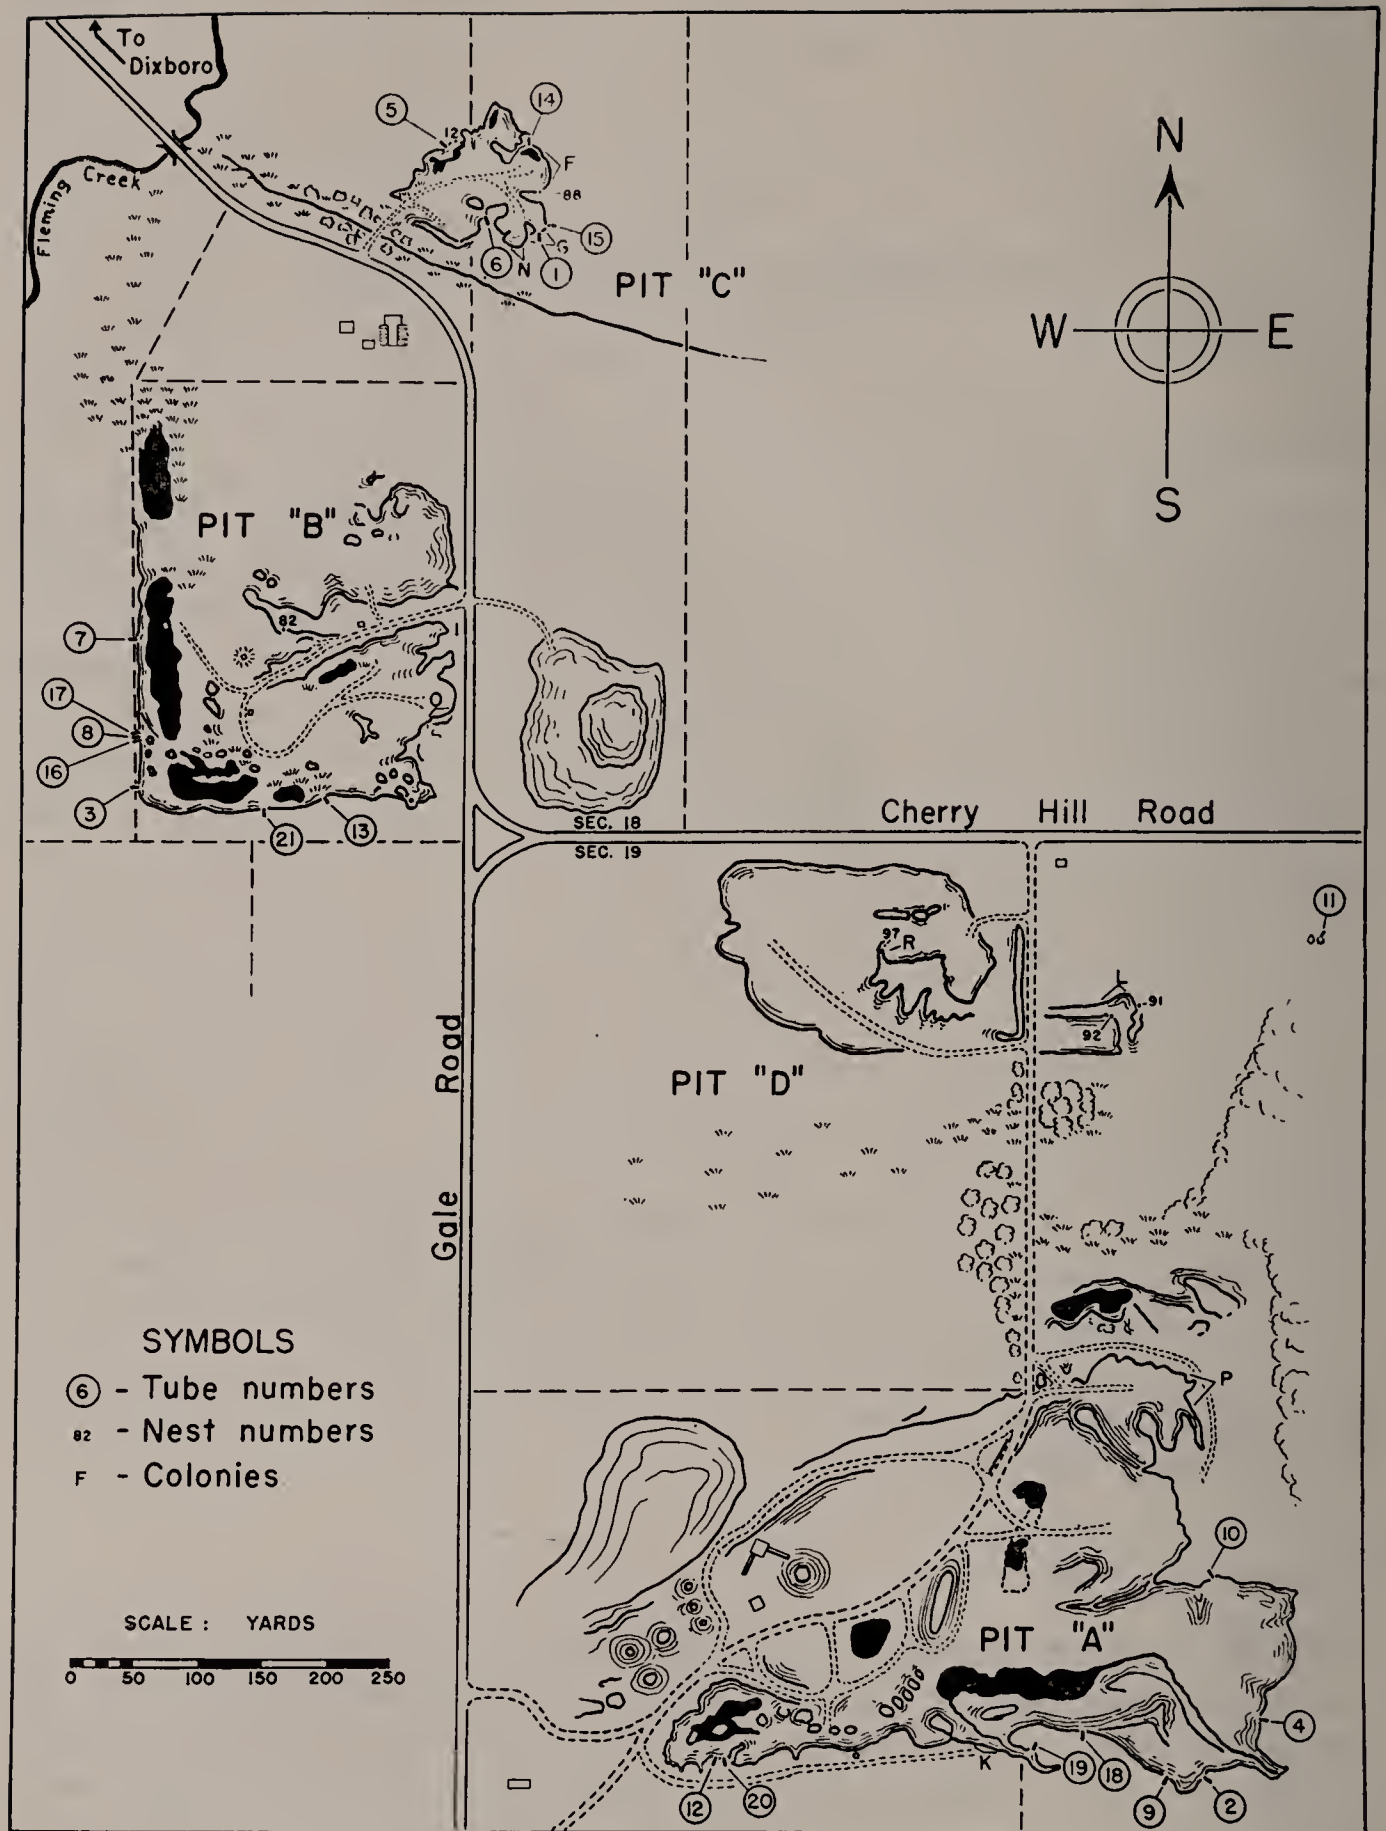 To
Dixboro
Fleming Creek
5
14
12
F
88
15
G
6
N
1
PIT "C"
N
W
E
S
PIT "B"
82
7
17
8
16
3
21
13
SEC. 18
SEC. 19
Cherry Hill Road
11
97
R
L
91
92
PIT "D"
Gale Road
SYMBOLS
6 - Tube numbers
82 - Nest numbers
F - Colonies
SCALE : YARDS
0 50 100 150 200 250
P
10
PIT "A"
4
K
19
18
12
20
9
2